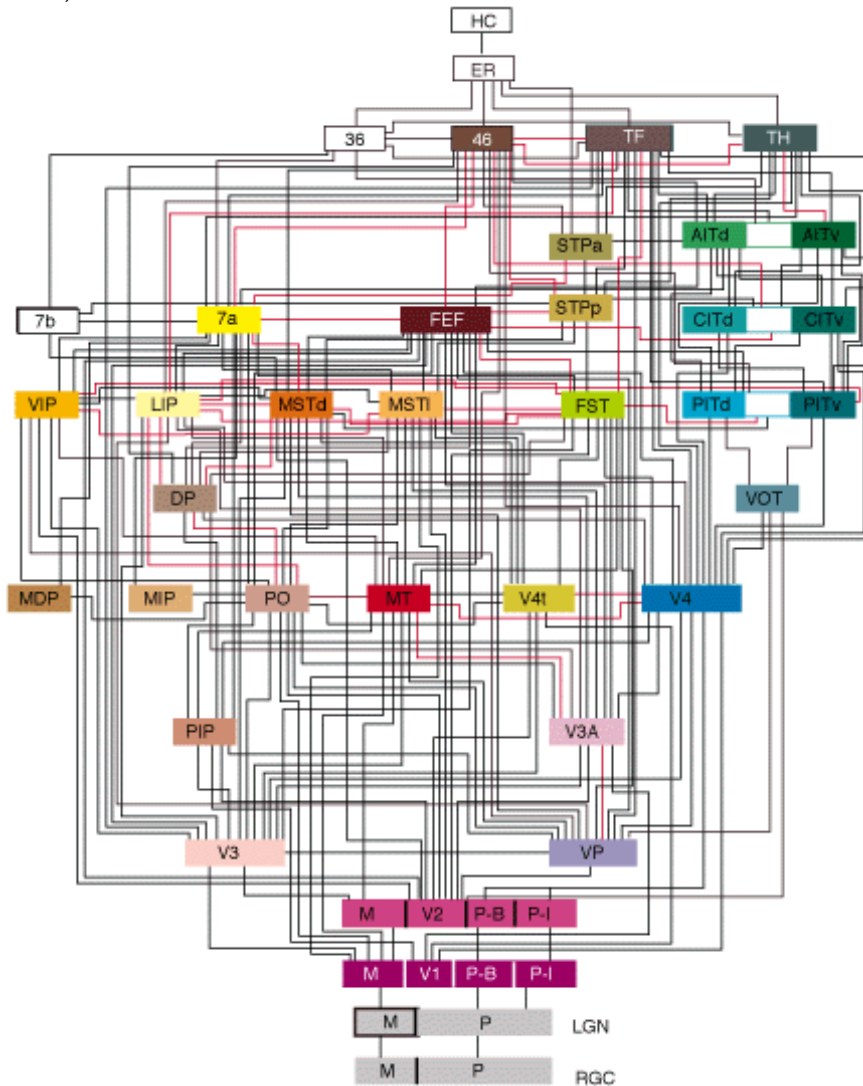 HC
ER
36 46 TF TH
STPa AITd AITv
7b 7a FEF STPp CITd CITv
VIP LIP MSTd MSTl FST PITd PITv
DP VOT
MDP MIP PO MT V4t V4
PIP V3A
V3 VP
M V2 P-B P-I
M V1 P-B P-I
M P LGN
M P RGC